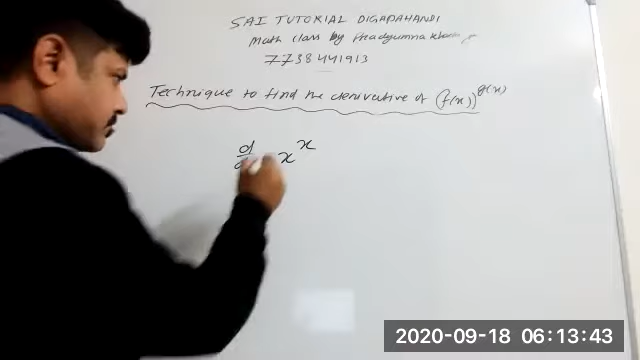 SAI TUTORIAL DIGAPAHANDI
Math class by Pradyumna
7738441913
Technique to find the derivative of (f(x))^g(x)
d x^x
2020-09-18 06:13:43